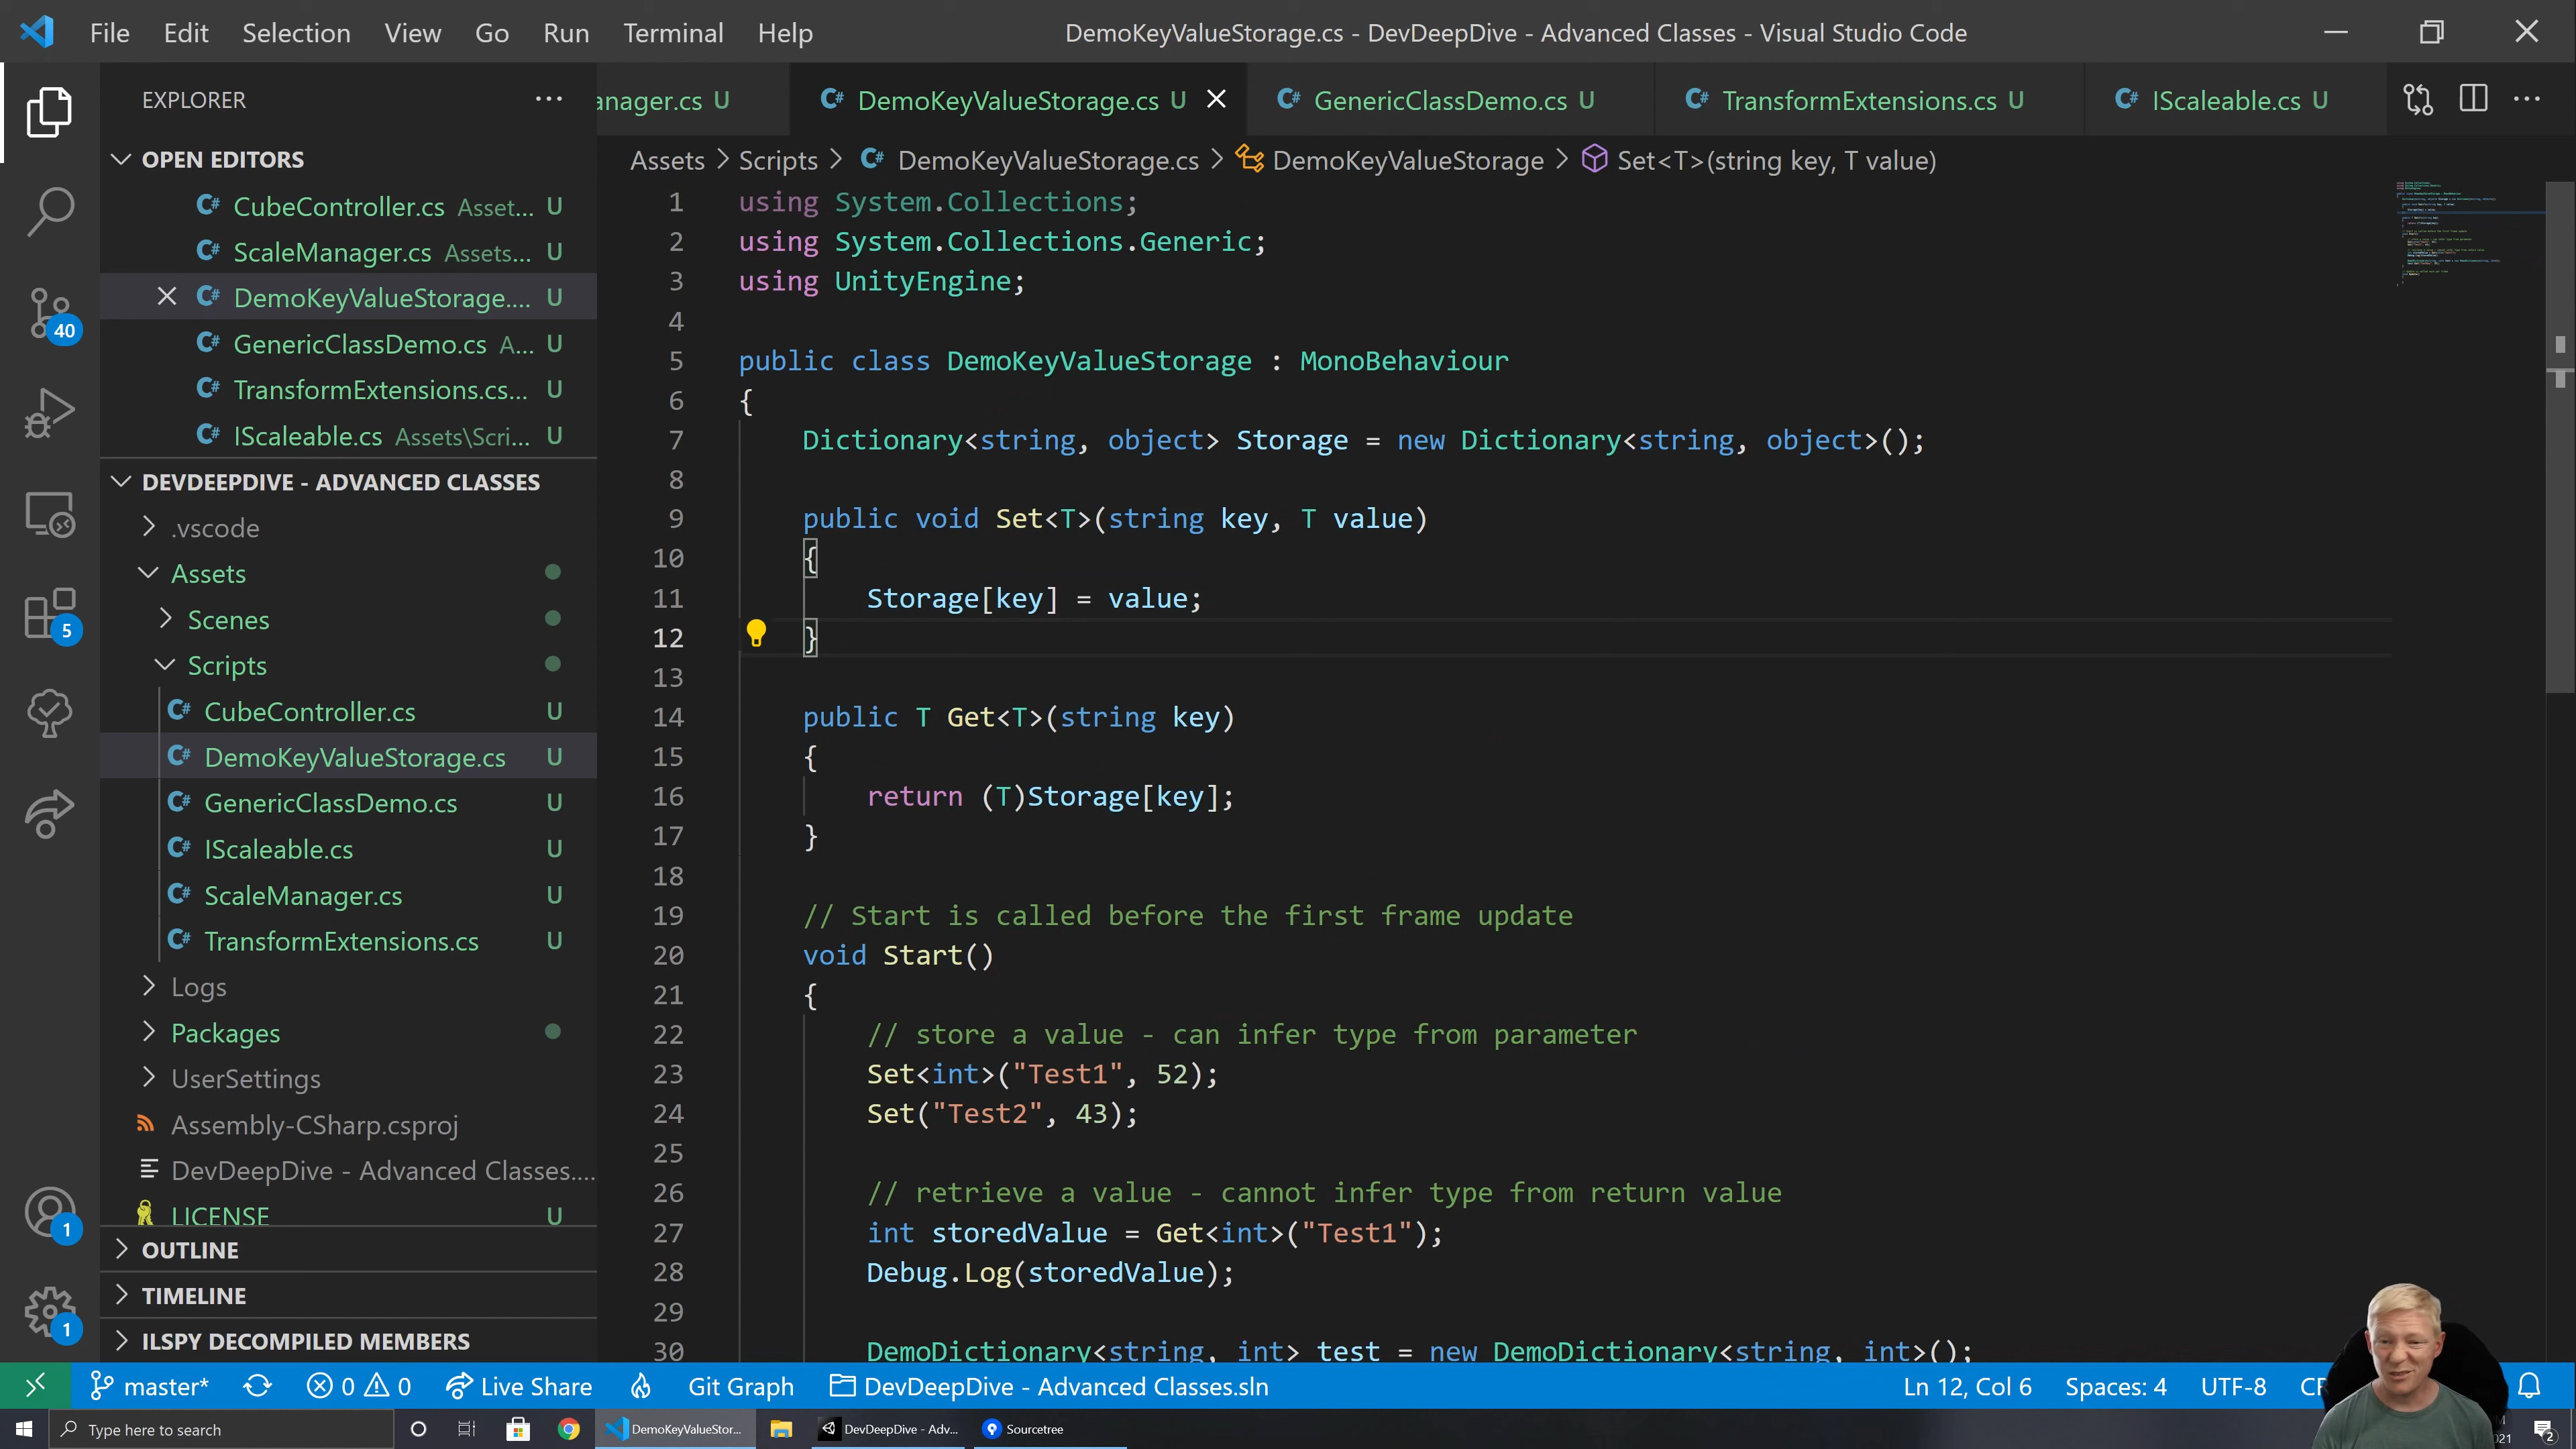 File Edit Selection View Go Run Terminal Help
DemoKeyValueStorage.cs - DevDeepDive - Advanced Classes - Visual Studio Code
EXPLORER
anager.cs U
C# DemoKeyValueStorage.cs U
C# GenericClassDemo.cs U
C# TransformExtensions.cs U
C# IScaleable.cs U
Assets > Scripts > C# DemoKeyValueStorage.cs > DemoKeyValueStorage > Set<T>(string key, T value)
OPEN EDITORS
C# CubeController.cs Asset... U
C# ScaleManager.cs Assets... U
C# DemoKeyValueStorage.... U
C# GenericClassDemo.cs A... U
C# TransformExtensions.cs... U
C# IScaleable.cs Assets\Scri... U
DEVDEEPDIVE - ADVANCED CLASSES
.vscode
Assets
Scenes
Scripts
C# CubeController.cs U
C# DemoKeyValueStorage.cs U
C# GenericClassDemo.cs U
C# IScaleable.cs U
C# ScaleManager.cs U
C# TransformExtensions.cs U
Logs
Packages
UserSettings
Assembly-CSharp.csproj
DevDeepDive - Advanced Classes....
LICENSE U
OUTLINE
TIMELINE
ILSPY DECOMPILED MEMBERS
40
5
1
1
1 using System.Collections;
2 using System.Collections.Generic;
3 using UnityEngine;
4
5 public class DemoKeyValueStorage : MonoBehaviour
6 {
7 Dictionary<string, object> Storage = new Dictionary<string, object>();
8
9 public void Set<T>(string key, T value)
10 {
11 Storage[key] = value;
12 }
13
14 public T Get<T>(string key)
15 {
16 return (T)Storage[key];
17 }
18
19 // Start is called before the first frame update
20 void Start()
21 {
22 // store a value - can infer type from parameter
23 Set<int>("Test1", 52);
24 Set("Test2", 43);
25
26 // retrieve a value - cannot infer type from return value
27 int storedValue = Get<int>("Test1");
28 Debug.Log(storedValue);
29
30 DemoDictionary<string, int> test = new DemoDictionary<string, int>();
master* 0 0 Live Share Git Graph DevDeepDive - Advanced Classes.sln Ln 12, Col 6 Spaces: 4 UTF-8
Type here to search DemoKeyValueStor... DevDeepDive - Adv... Sourcetree 2